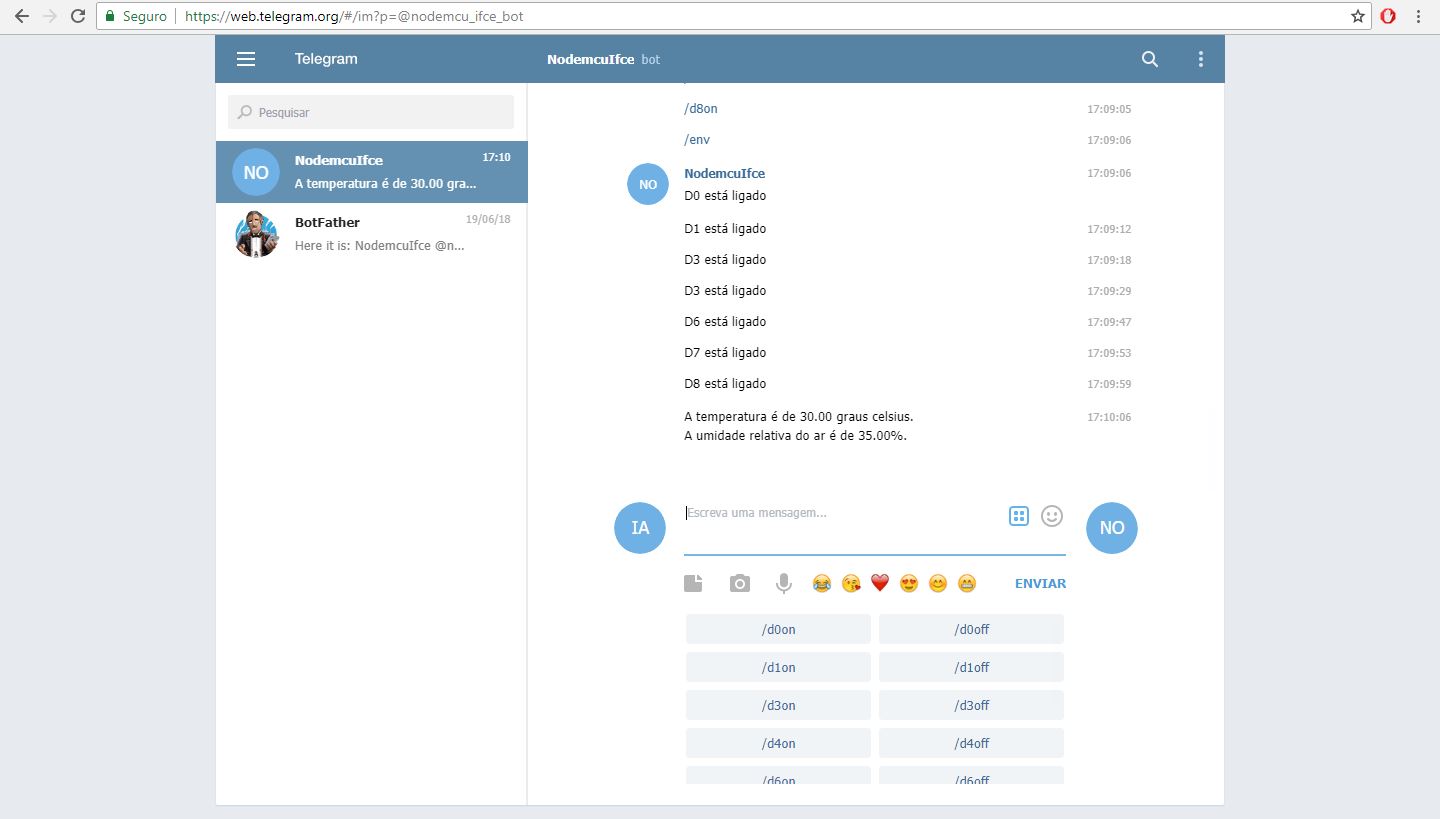 Seguro
https://web.telegram.org/#/im?p=@nodemcu_ifce_bot
Telegram
NodemcuIfce bot
Pesquisar
NO
NodemcuIfce
17:10
A temperatura é de 30.00 gra...
BotFather
19/06/18
Here it is: NodemcuIfce @n...
/d8on
17:09:05
/env
17:09:06
NO
NodemcuIfce
17:09:06
D0 está ligado
D1 está ligado
17:09:12
D3 está ligado
17:09:18
D3 está ligado
17:09:29
D6 está ligado
17:09:47
D7 está ligado
17:09:53
D8 está ligado
17:09:59
A temperatura é de 30.00 graus celsius.
17:10:06
A umidade relativa do ar é de 35.00%.
IA
Escreva uma mensagem...
NO
ENVIAR
/d0on
/d0off
/d1on
/d1off
/d3on
/d3off
/d4on
/d4off
/d6on
/d6off